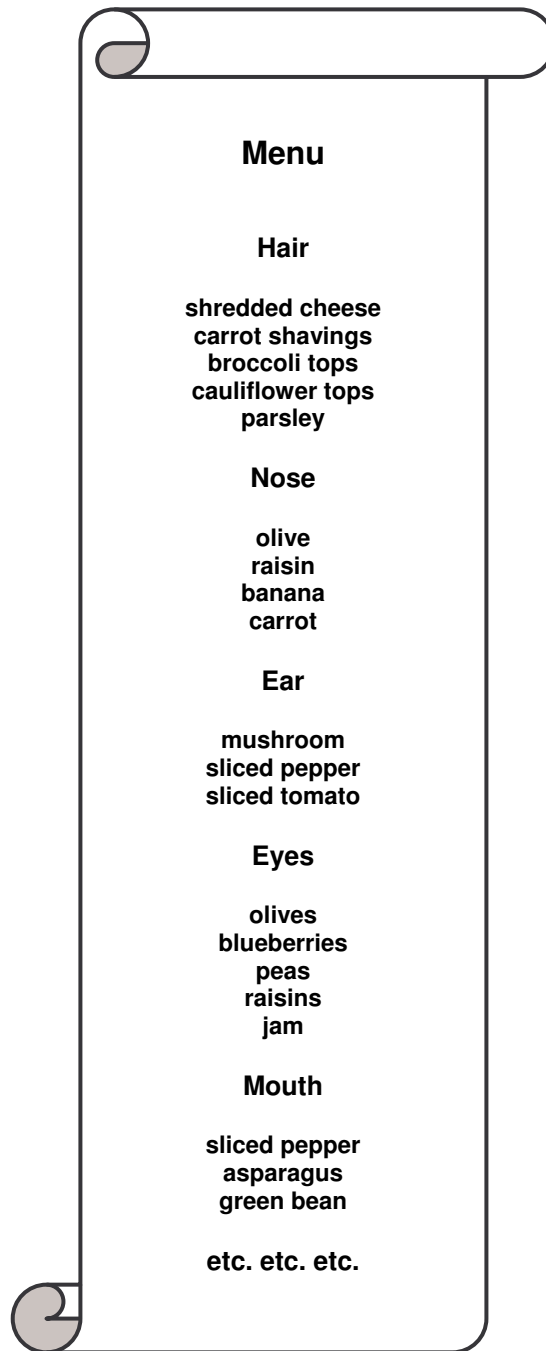 Menu
Hair
shredded cheese
carrot shavings
broccoli tops
cauliflower tops
parsley
Nose
olive
raisin
banana
carrot
Ear
mushroom
sliced pepper
sliced tomato
Eyes
olives
blueberries
peas
raisins
jam
Mouth
sliced pepper
asparagus
green bean
etc. etc. etc.